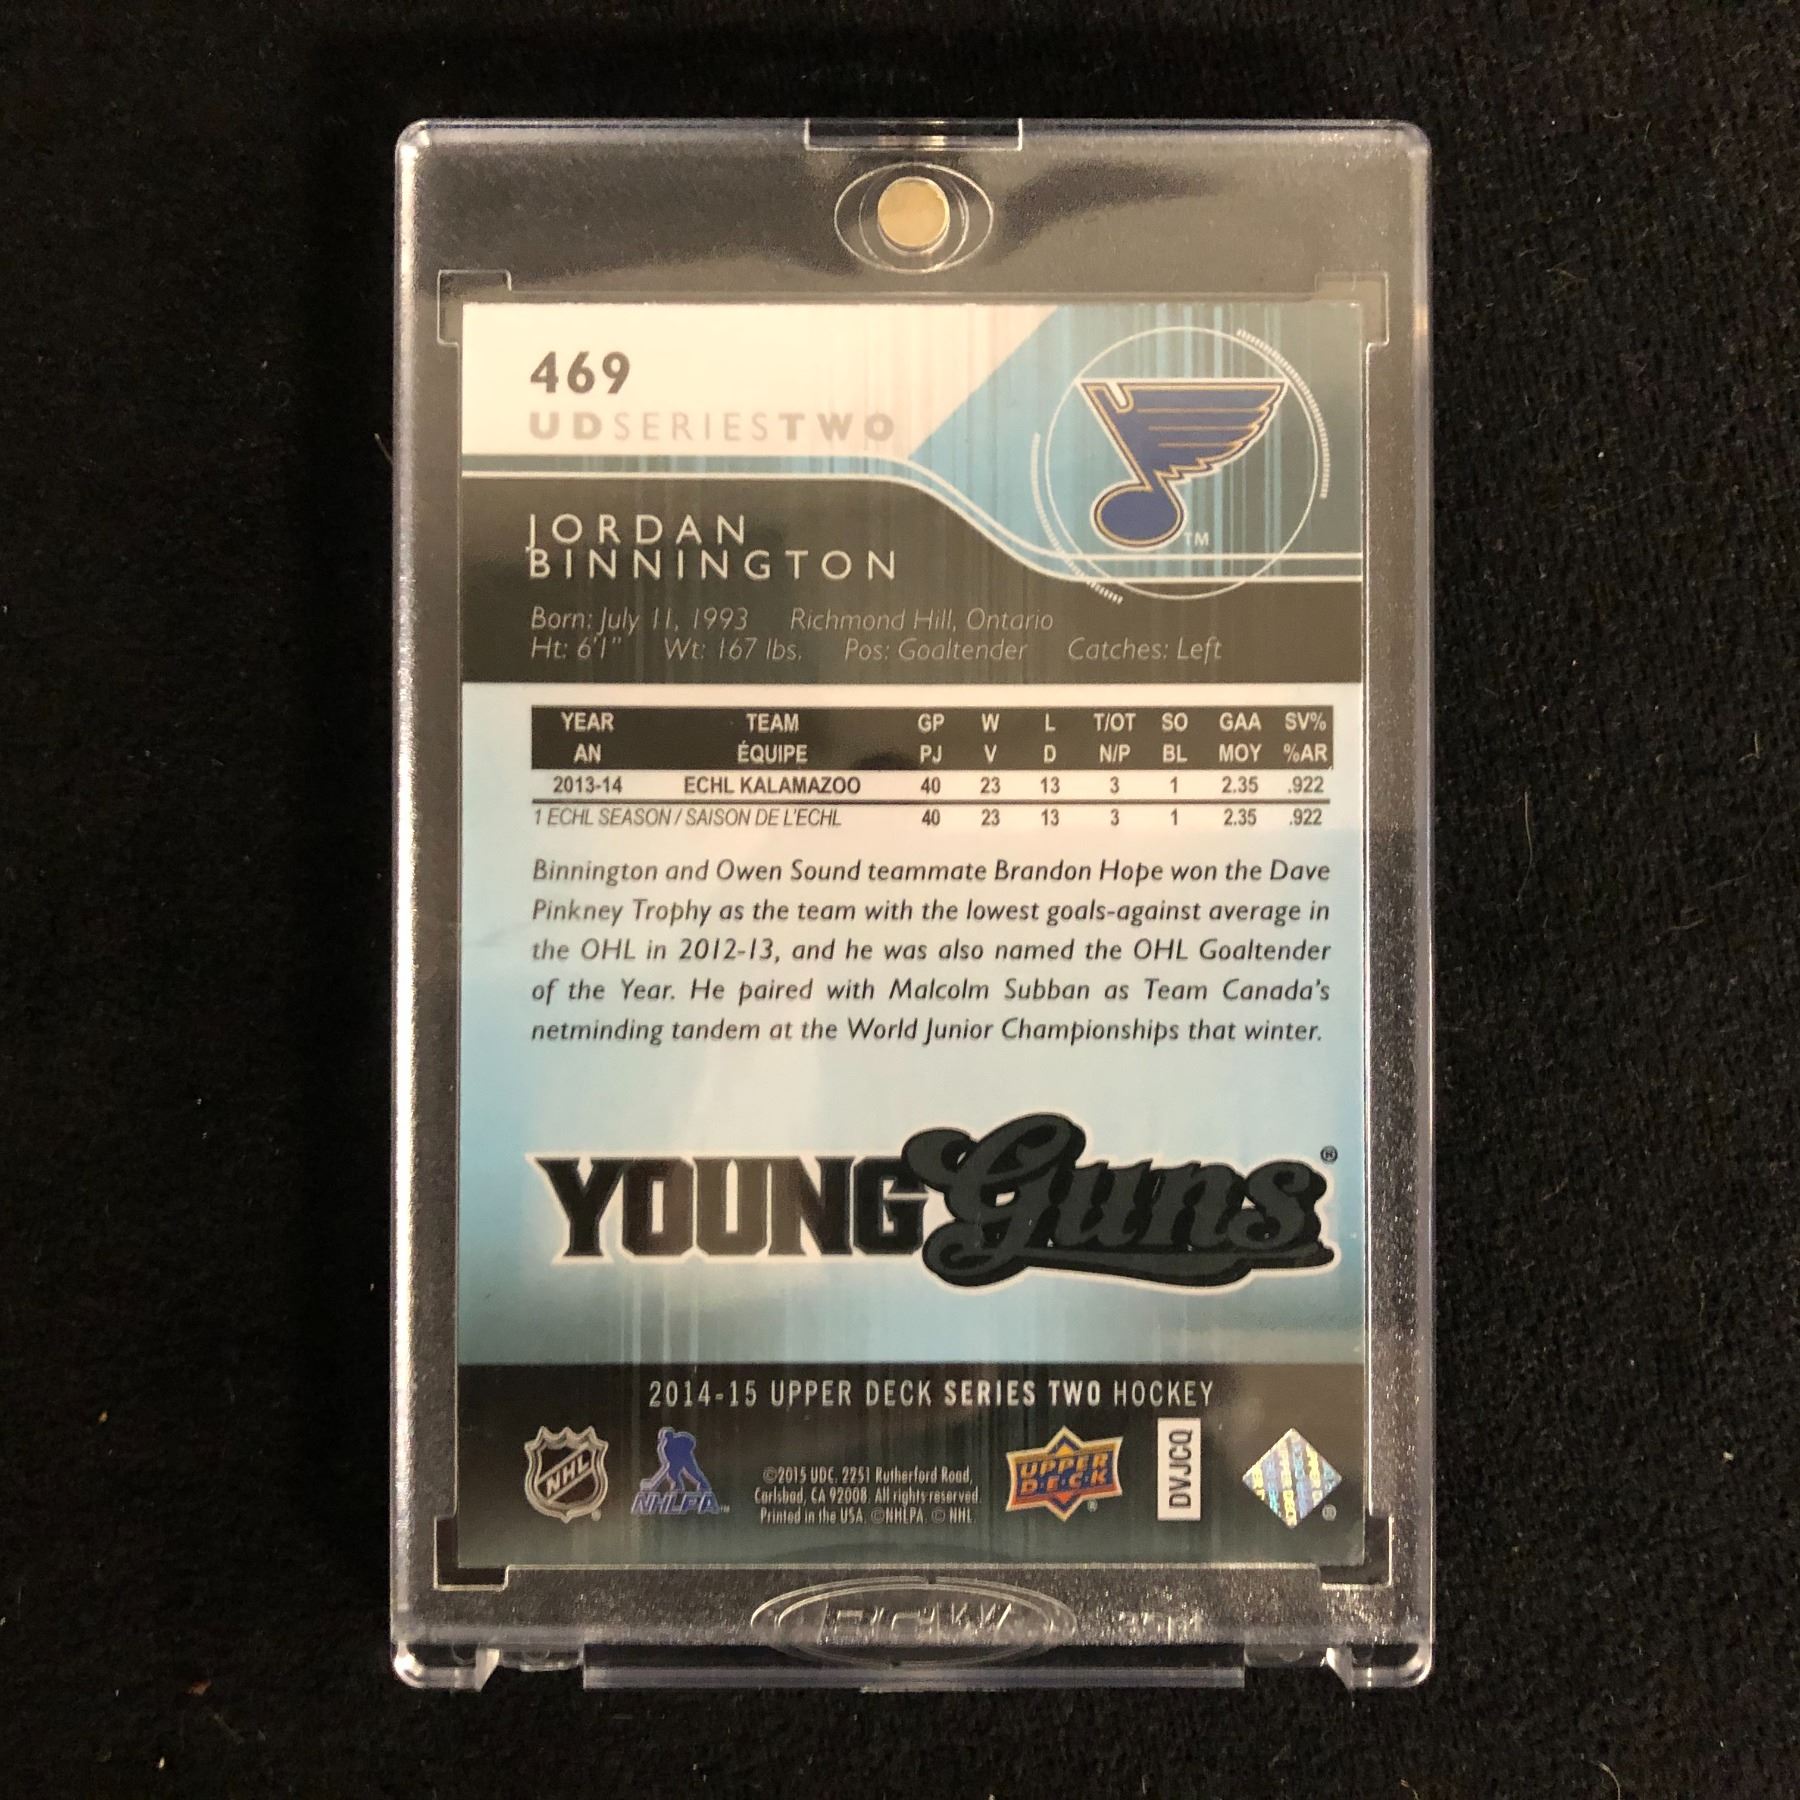 469
UD SERIES TWO
TM
JORDAN
BINNINGTON
Born: July 11, 1993 Richmond Hill, Ontario
Ht: 6'1" Wt: 167 lbs. Pos: Goaltender Catches: Left
YEAR TEAM GP W L T/OT SO GAA SV%
AN ÉQUIPE PJ V D N/P BL MOY %AR
2013-14 ECHL KALAMAZOO 40 23 13 3 1 2.35 .922
1 ECHL SEASON / SAISON DE L'ECHL 40 23 13 3 1 2.35 .922
Binnington and Owen Sound teammate Brandon Hope won the Dave
Pinkney Trophy as the team with the lowest goals-against average in
the OHL in 2012-13, and he was also named the OHL Goaltender
of the Year. He paired with Malcolm Subban as Team Canada's
netminding tandem at the World Junior Championships that winter.
YOUNG Guns®
2014-15 UPPER DECK SERIES TWO HOCKEY
NHL®
NHLPA™
©2015 UDC. 2251 Rutherford Road,
Carlsbad, CA 92008. All rights reserved.
Printed in the USA. ©NHLPA. © NHL.
UPPER
DECK®
DVJCQ
®